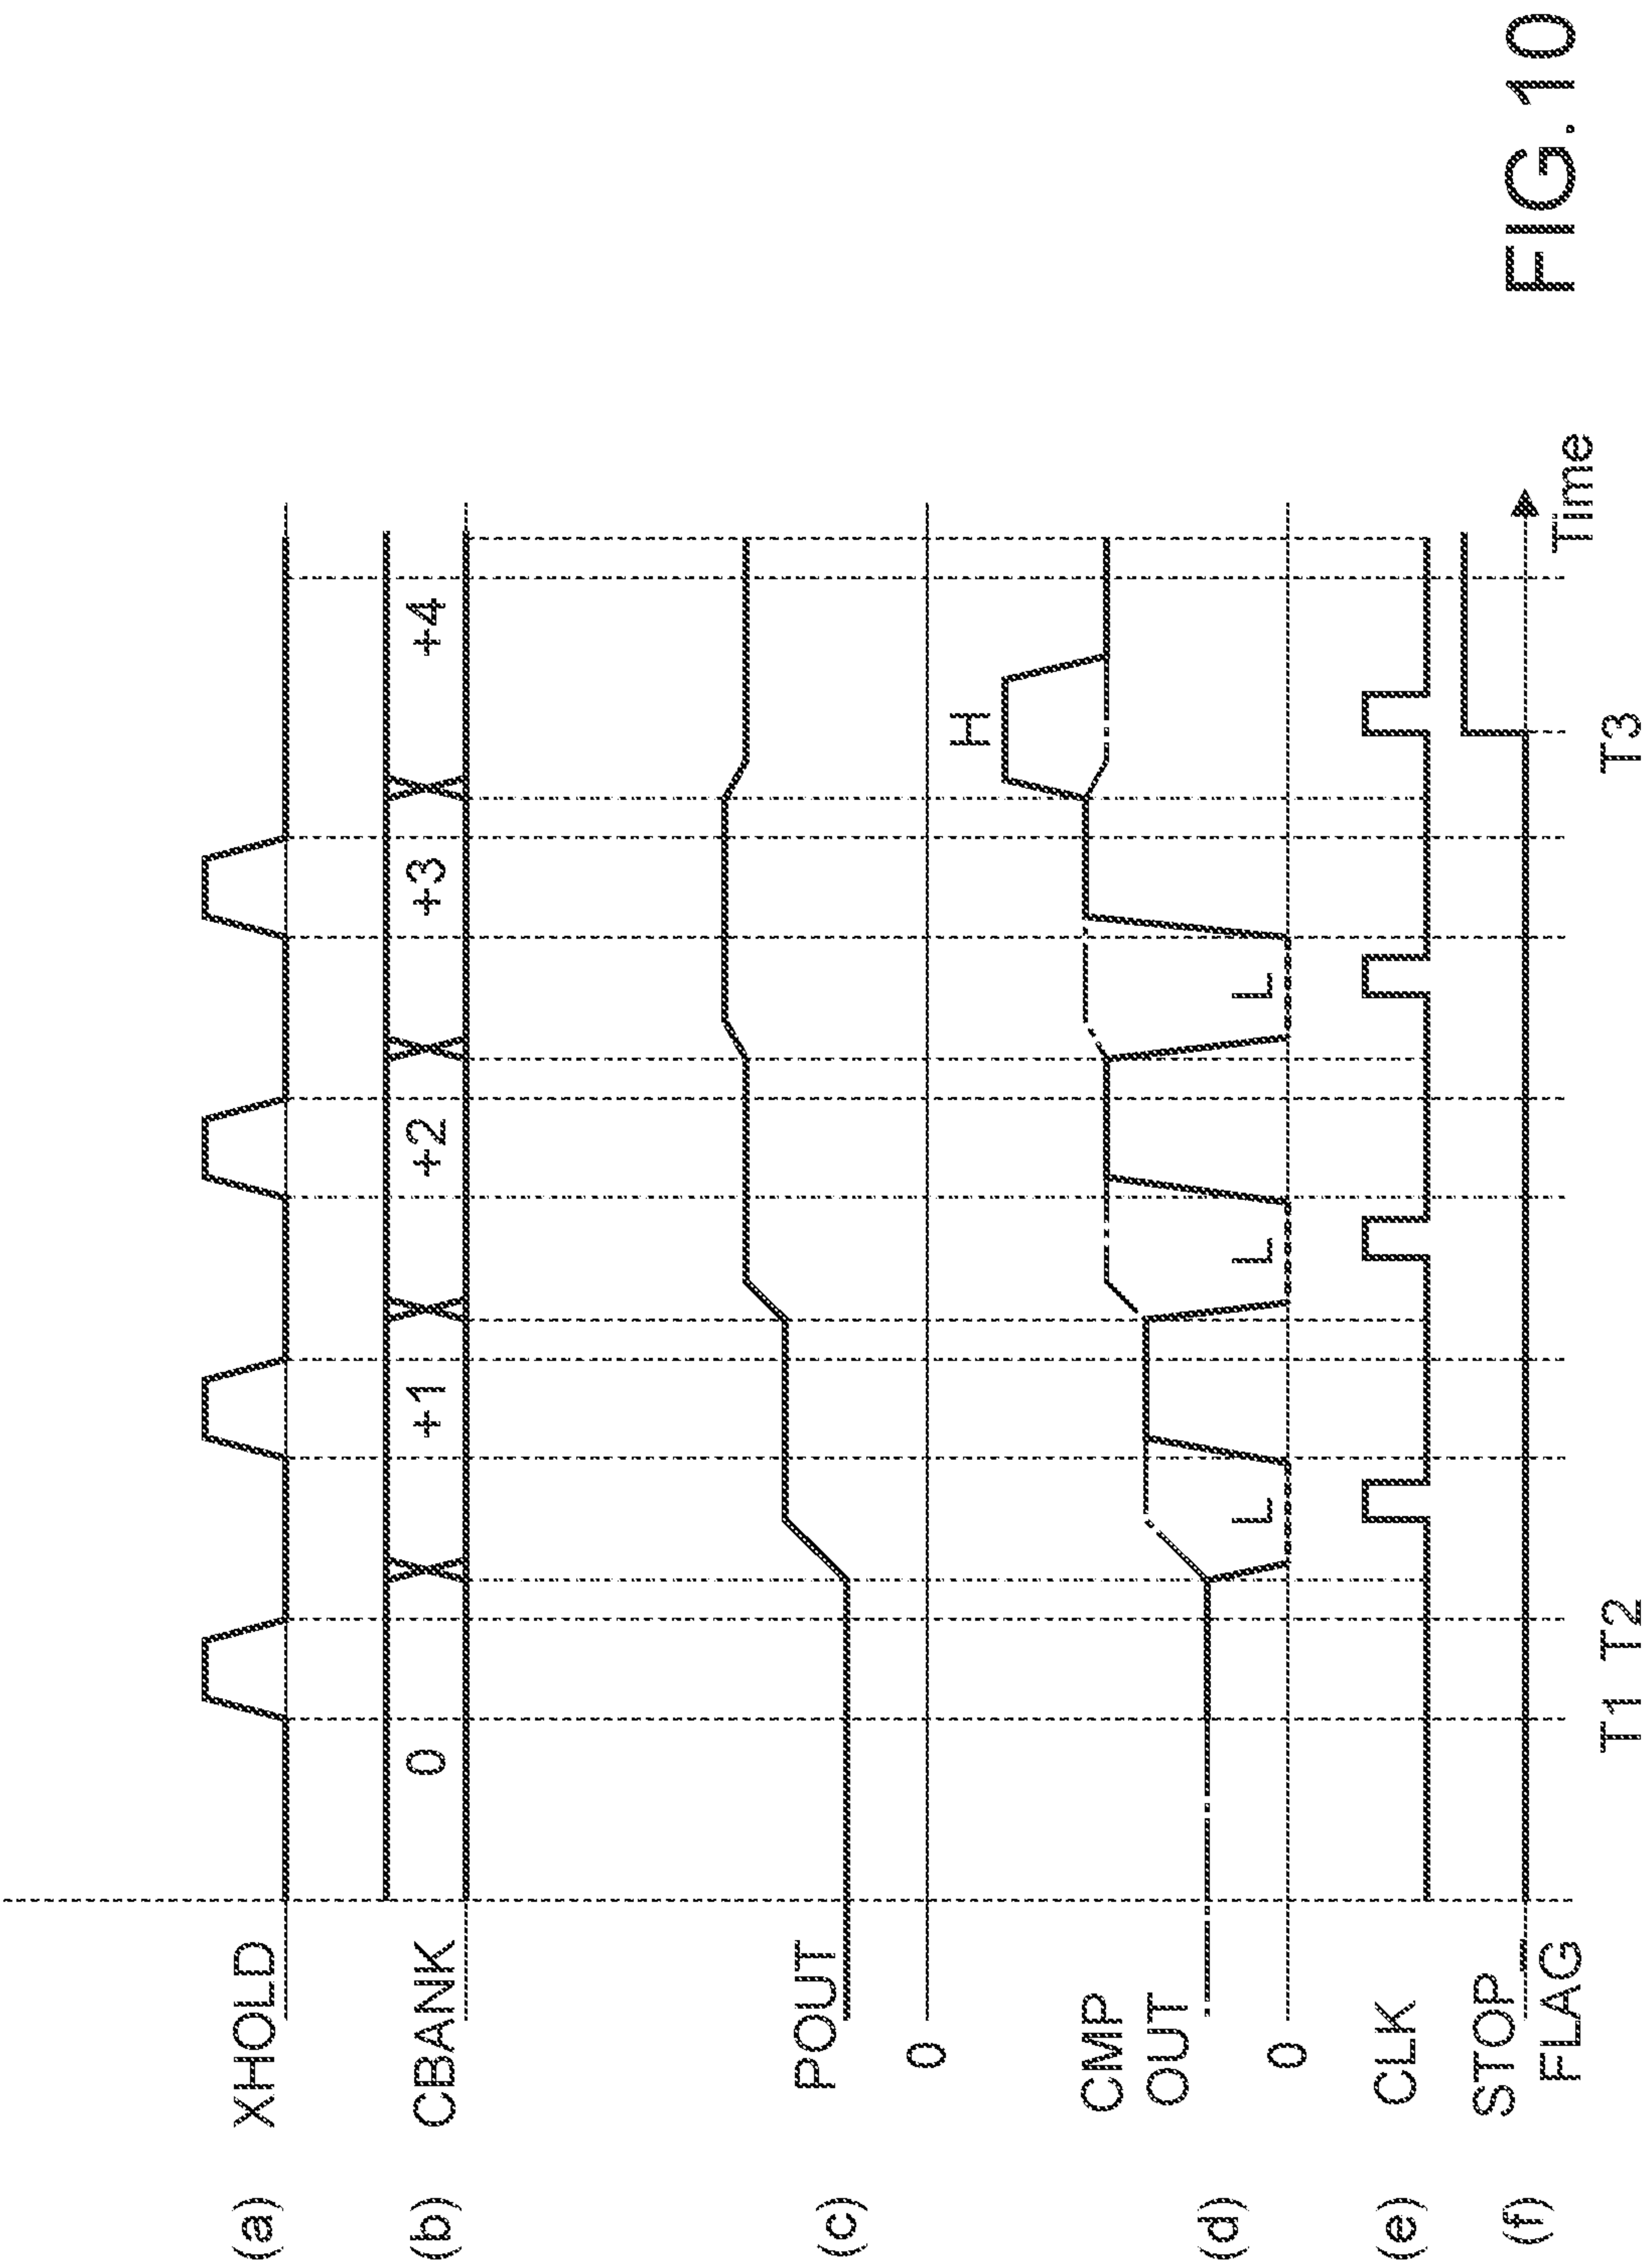 (a) XHOLD
(b) CBANK 0 +1 +2 +3 +4
(c) POUT
0
H
(d) CMP
OUT
L L L
0
(e) CLK
(f) STOP
FLAG
Time
T1 T2 T3
FIG.10